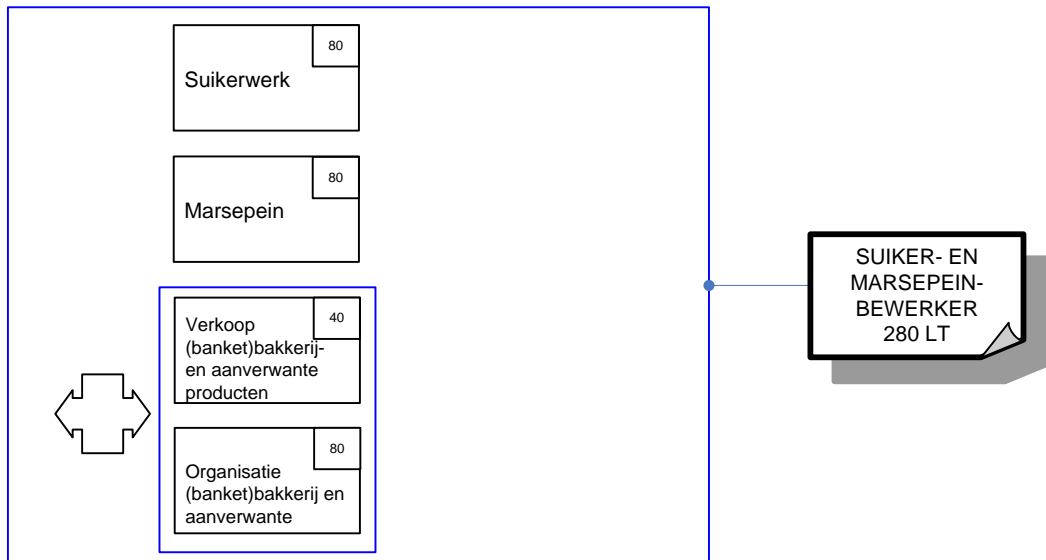 80
Suikerwerk
80
Marsepein
40
Verkoop
(banket)bakkerij-
en aanverwante
producten
80
Organisatie
(banket)bakkerij en
aanverwante
SUIKER- EN
MARSEPEIN-
BEWERKER
280 LT